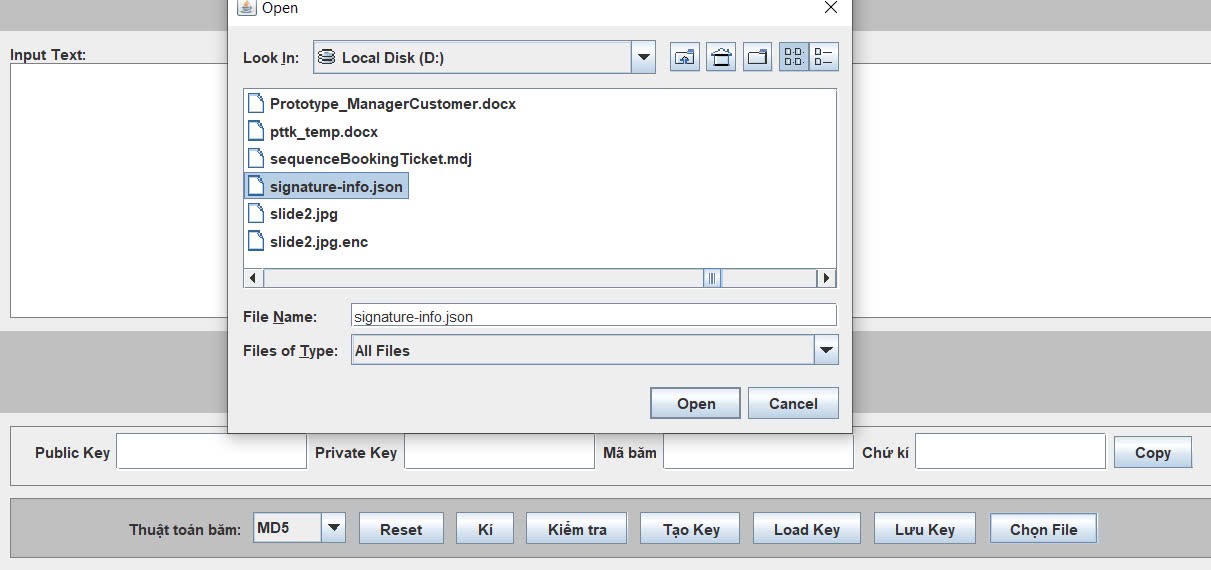 Open
Input Text:
Look In:
Local Disk (D:)
Prototype_ManagerCustomer.docx
pttk_temp.docx
sequenceBookingTicket.mdj
signature-info.json
slide2.jpg
slide2.jpg.enc
File Name:
signature-info.json
Files of Type:
All Files
Open
Cancel
Public Key
Private Key
Mã băm
Chứ kí
Copy
Thuật toán băm:
MD5
Reset
Kí
Kiểm tra
Tạo Key
Load Key
Lưu Key
Chọn File